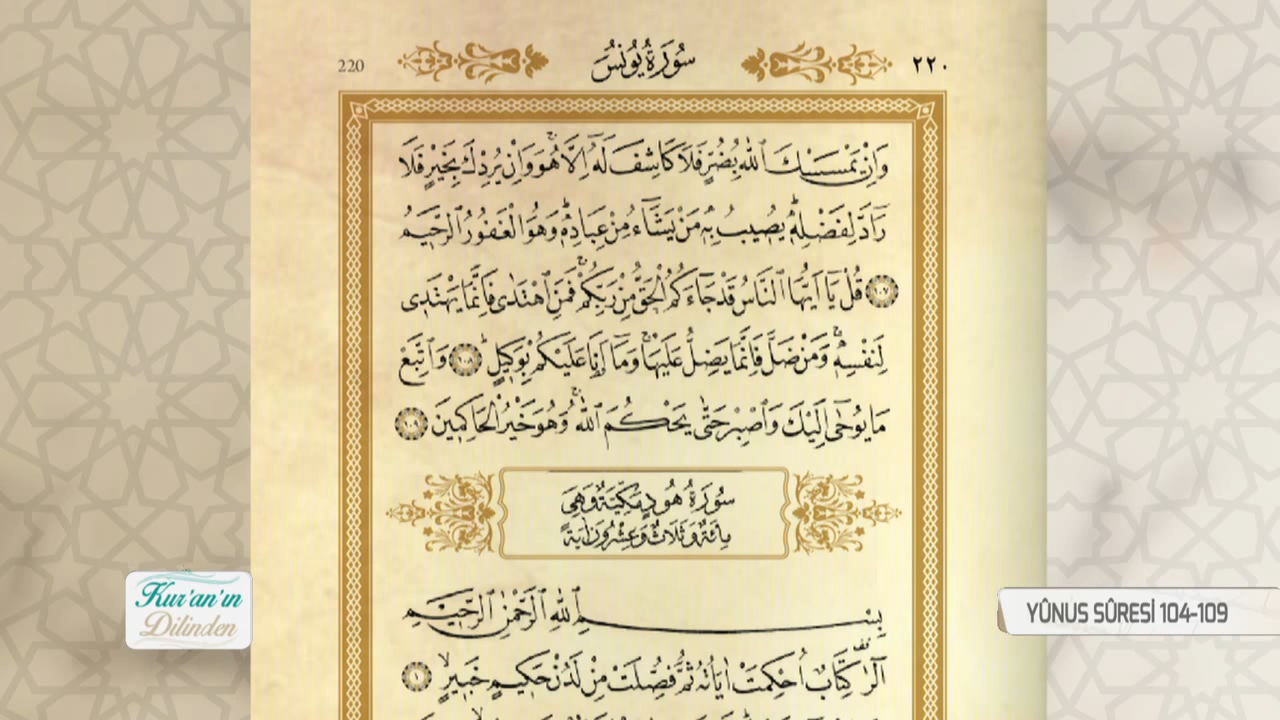 220 سُورَةُ يُونُسَ ٢٢٠
وَاِنْ يَمْسَسْكَ اللّٰهُ بِضُرٍّ فَلَا كَاشِفَ لَهُٓ اِلَّا هُوَۚ وَاِنْ يُرِدْكَ بِخَيْرٍ فَلَا
رَٓادَّ لِفَضْلِه۪ۜ يُص۪يبُ بِه۪ مَنْ يَشَٓاءُ مِنْ عِبَادِه۪ۜ وَهُوَ الْغَفُورُ الرَّح۪يمُ
﴿١٠٧﴾ قُلْ يَٓا اَيُّهَا النَّاسُ قَدْ جَٓاءَكُمُ الْحَقُّ مِنْ رَبِّكُمْۚ فَمَنِ اهْتَدٰى فَاِنَّمَا يَهْتَد۪ي
لِنَفْسِه۪ۚ وَمَنْ ضَلَّ فَاِنَّمَا يَضِلُّ عَلَيْهَاۚ وَمَٓا اَنَا۬ عَلَيْكُمْ بِوَك۪يلٍۜ ﴿١٠٨﴾ وَاتَّبِعْ
مَا يُوحٰٓى اِلَيْكَ وَاصْبِرْ حَتّٰى يَحْكُمَ اللّٰهُۚ وَهُوَ خَيْرُ الْحَاكِم۪ينَ ﴿١٠٩﴾
سُورَةُ هُودٍ مَكِّيَّةٌ وَهِيَ
مِائَةٌ وَثَلَاثٌ وَعِشْرُونَ اٰيَةً
بِسْمِ اللّٰهِ الرَّحْمٰنِ الرَّح۪يمِ
الٓرٰ۠ كِتَابٌ اُحْكِمَتْ اٰيَاتُهُ ثُمَّ فُصِّلَتْ مِنْ لَدُنْ حَك۪يمٍ خَب۪يرٍۙ ﴿١﴾
Kur'an'ın
Dilinden
YÛNUS SÛRESİ 104-109